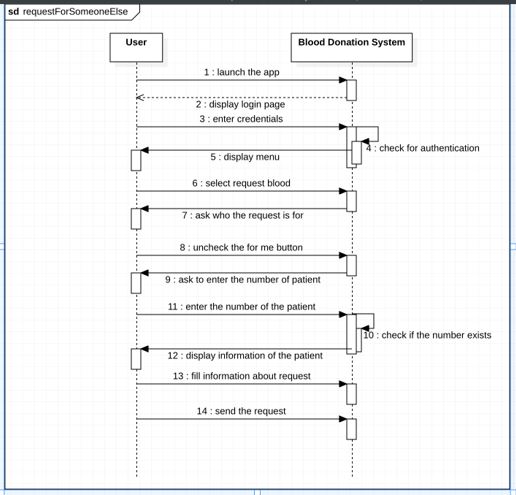 sd requestForSomeoneElse
User
Blood Donation System
1 : launch the app
2 : display login page
3 : enter credentials
4 : check for authentication
5 : display menu
6 : select request blood
7 : ask who the request is for
8 : uncheck the for me button
9 : ask to enter the number of patient
11 : enter the number of the patient
10 : check if the number exists
12 : display information of the patient
13 : fill information about request
14 : send the request